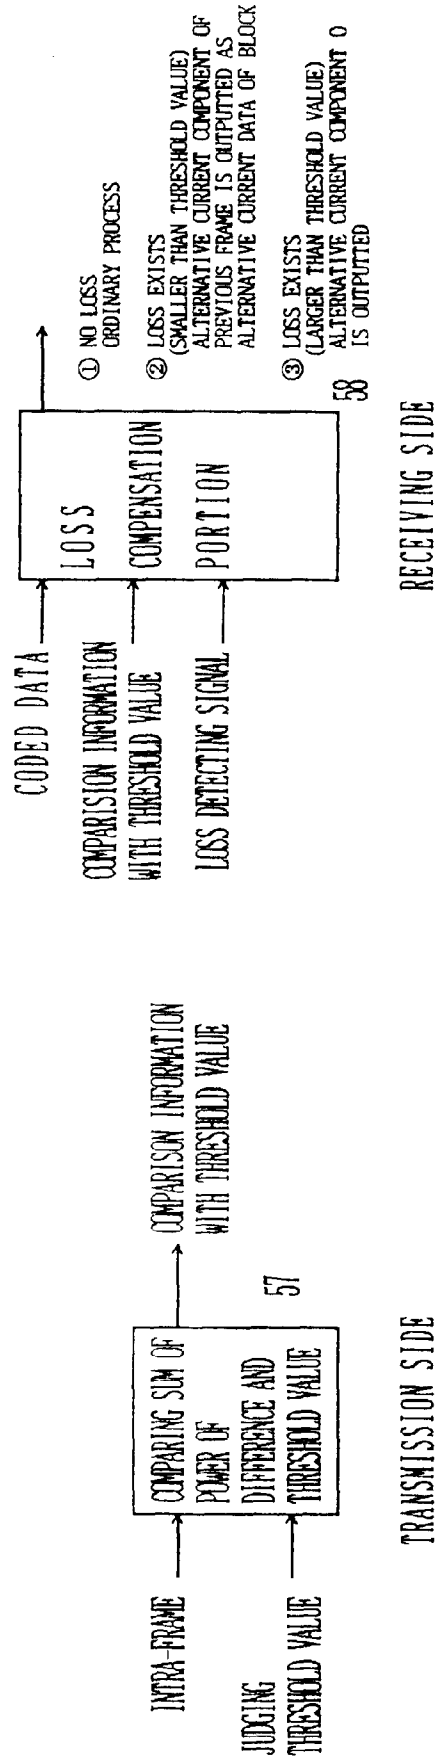 INTRA-FRAME
JUDGING
THRESHOLD VALUE
COMPARING SUM OF
POWER OF
DIFFERENCE AND
THRESHOLD VALUE
57
COMPARISON INFORMATION
WITH THRESHOLD VALUE
TRANSMISSION SIDE
CODED DATA
COMPARISION INFORMATION
WITH THRESHOLD VALUE
LOSS DETECTING SIGNAL
LOSS
COMPENSATION
PORTION
58
① NO LOSS
ORDINARY PROCESS
② LOSS EXISTS
(SMALLER THAN THRESHOLD VALUE)
ALTERNATIVE CURRENT COMPONENT OF
PREVIOUS FRAME IS OUTPUTTED AS
ALTERNATIVE CURRENT DATA OF BLOCK
③ LOSS EXISTS
(LARGER THAN THRESHOLD VALUE)
ALTERNATIVE CURRENT COMPONENT O
IS OUTPUTTED
RECEIVING SIDE